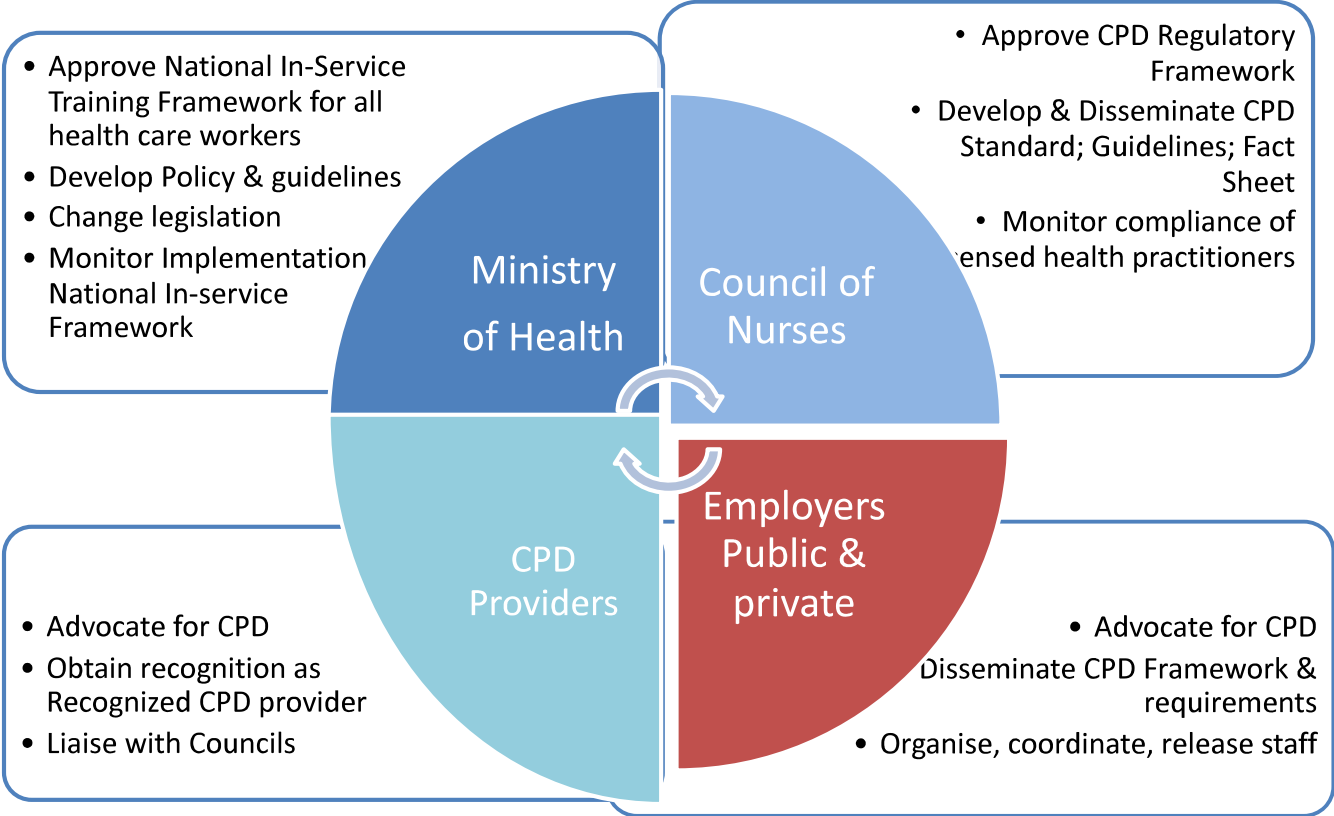 • Approve National In-Service
Training Framework for all
health care workers
• Develop Policy & guidelines
• Change legislation
• Monitor Implementation
National In-service
Framework
• Approve CPD Regulatory
Framework
• Develop & Disseminate CPD
Standard; Guidelines; Fact
Sheet
• Monitor compliance of
health practitioners
Ministry
of Health
Council of
Nurses
CPD
Providers
Employers
Public &
private
• Advocate for CPD
• Obtain recognition as
Recognized CPD provider
• Liaise with Councils
• Advocate for CPD
Disseminate CPD Framework &
requirements
• Organise, coordinate, release staff